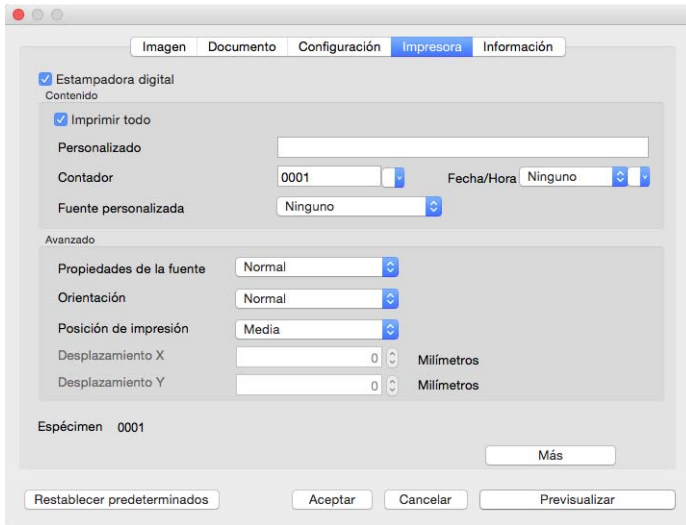 Imagen Documento Configuración Impresora Información
Estampadora digital
Contenido
Imprimir todo
Personalizado
Contador 0001 Fecha/Hora Ninguno
Fuente personalizada Ninguno
Avanzado
Propiedades de la fuente Normal
Orientación Normal
Posición de impresión Media
Desplazamiento X 0 Milímetros
Desplazamiento Y 0 Milímetros
Espécimen 0001
Más
Restablecer predeterminados Aceptar Cancelar Previsualizar